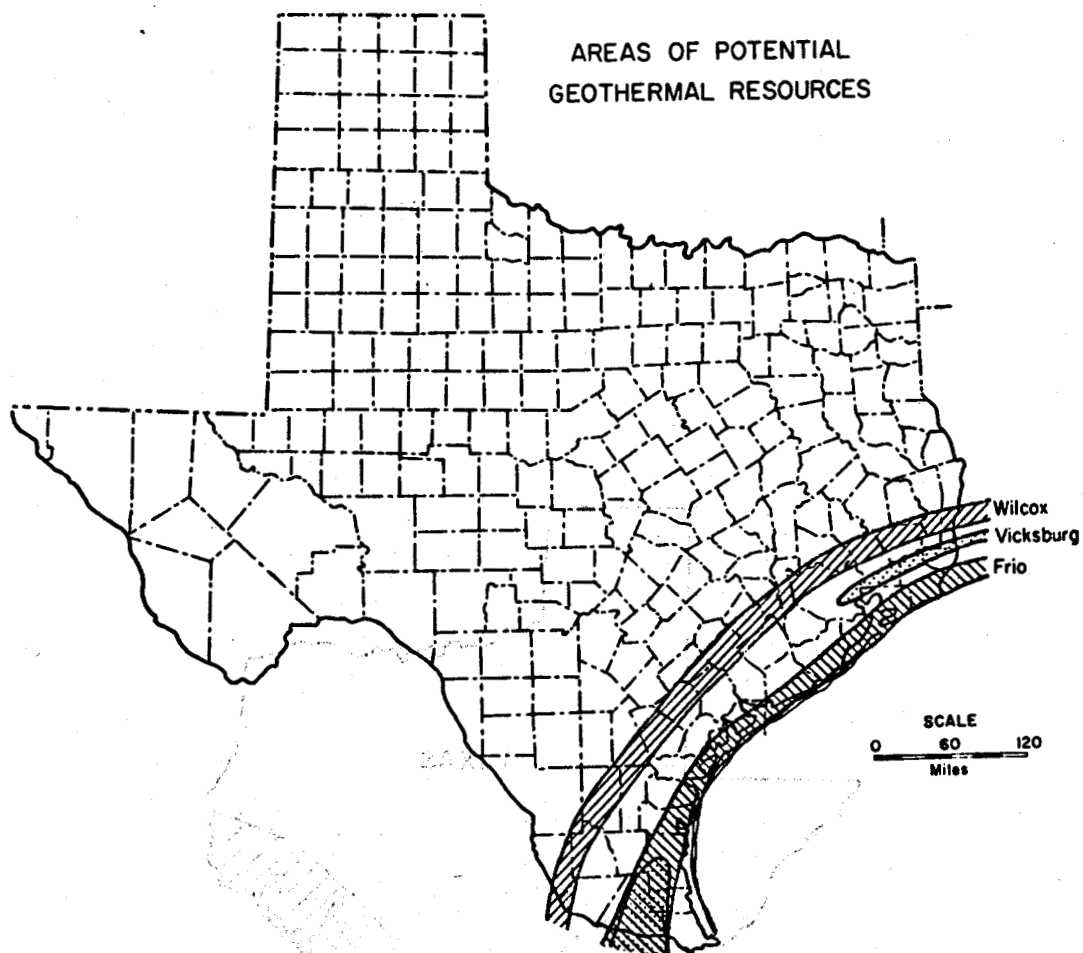 AREAS OF POTENTIAL
GEOTHERMAL RESOURCES
Wilcox
Vicksburg
Frio
SCALE
0 60 120
Miles